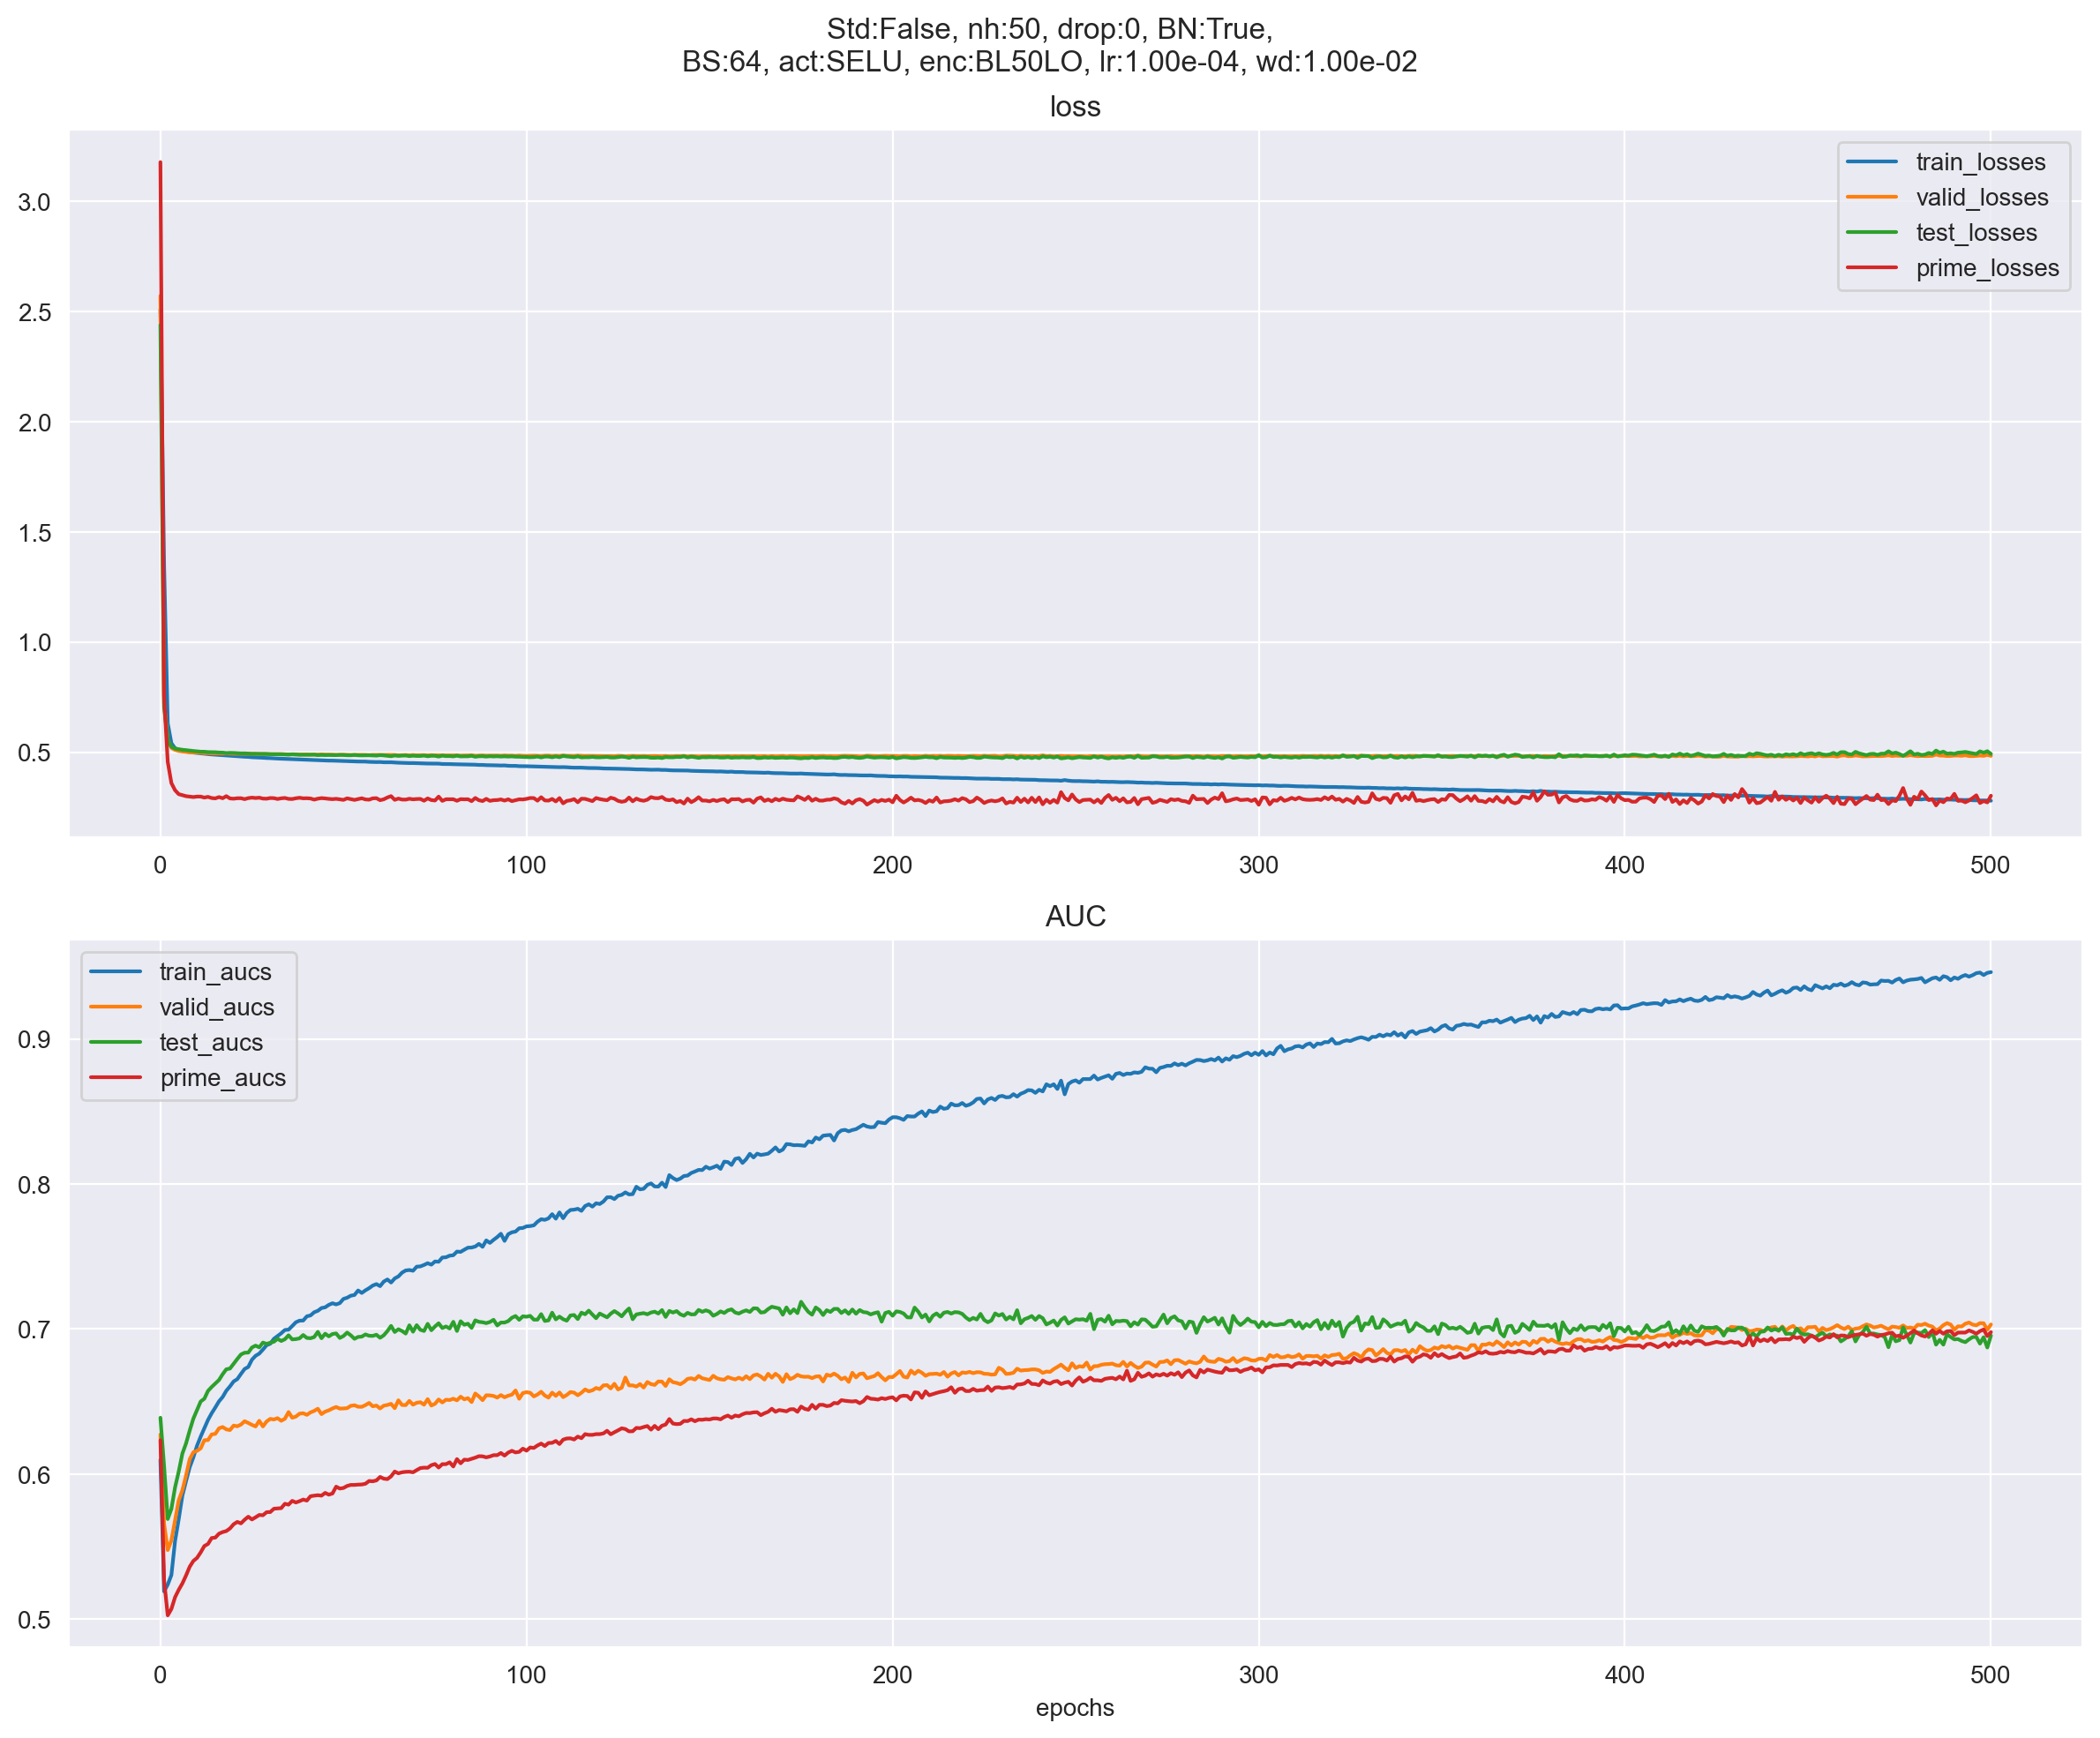 Std:False, nh:50, drop:0, BN:True,
BS:64, act:SELU, enc:BL50LO, lr:1.00e-04, wd:1.00e-02
loss
train_losses
valid_losses
test_losses
prime_losses
3.0
2.5
2.0
1.5
1.0
0.5
0 100 200 300 400 500
AUC
train_aucs
valid_aucs
test_aucs
prime_aucs
0.9
0.8
0.7
0.6
0.5
0 100 200 300 400 500
epochs